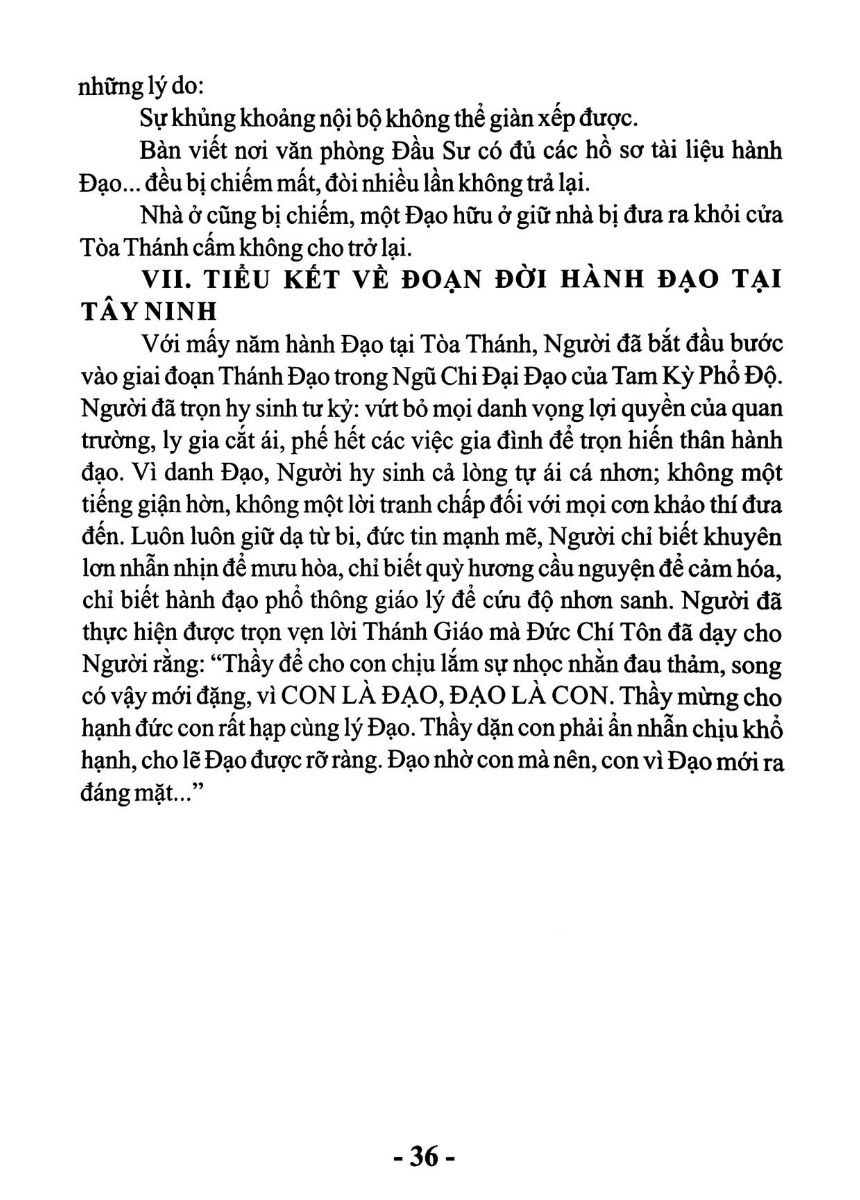 những lý do:
Sự khủng khoảng nội bộ không thể giàn xếp được.
Bàn viết nơi văn phòng Đầu Sư có đủ các hồ sơ tài liệu hành
Đạo... đều bị chiếm mất, đòi nhiều lần không trả lại.
Nhà ở cũng bị chiếm, một Đạo hữu ở giữ nhà bị đưa ra khỏi cửa
Tòa Thánh cấm không cho trở lại.
VII. TIỂU KẾT VỀ ĐOẠN ĐỜI HÀNH ĐẠO TẠI
TÂY NINH
Với mấy năm hành Đạo tại Tòa Thánh, Người đã bắt đầu bước
vào giai đoạn Thánh Đạo trong Ngũ Chi Đại Đạo của Tam Kỳ Phổ Độ.
Người đã trọn hy sinh tư kỷ: vứt bỏ mọi danh vọng lợi quyền của quan
trường, ly gia cắt ái, phế hết các việc gia đình để trọn hiến thân hành
đạo. Vì danh Đạo, Người hy sinh cả lòng tự ái cá nhơn; không một
tiếng giận hờn, không một lời tranh chấp đối với mọi cơn khảo thí đưa
đến. Luôn luôn giữ dạ từ bi, đức tin mạnh mẽ, Người chỉ biết khuyên
lơn nhẫn nhịn để mưu hòa, chỉ biết quỳ hương cầu nguyện để cảm hóa,
chỉ biết hành đạo phổ thông giáo lý để cứu độ nhơn sanh. Người đã
thực hiện được trọn vẹn lời Thánh Giáo mà Đức Chí Tôn đã dạy cho
Người rằng: “Thầy để cho con chịu lắm sự nhọc nhằn đau thảm, song
có vậy mới đặng, vì CON LÀ ĐẠO, ĐẠO LÀ CON. Thầy mừng cho
hạnh đức con rất hạp cùng lý Đạo. Thầy dặn con phải ẩn nhẫn chịu khổ
hạnh, cho lẽ Đạo được rỡ ràng. Đạo nhờ con mà nên, con vì Đạo mới ra
đáng mặt...”
- 36 -